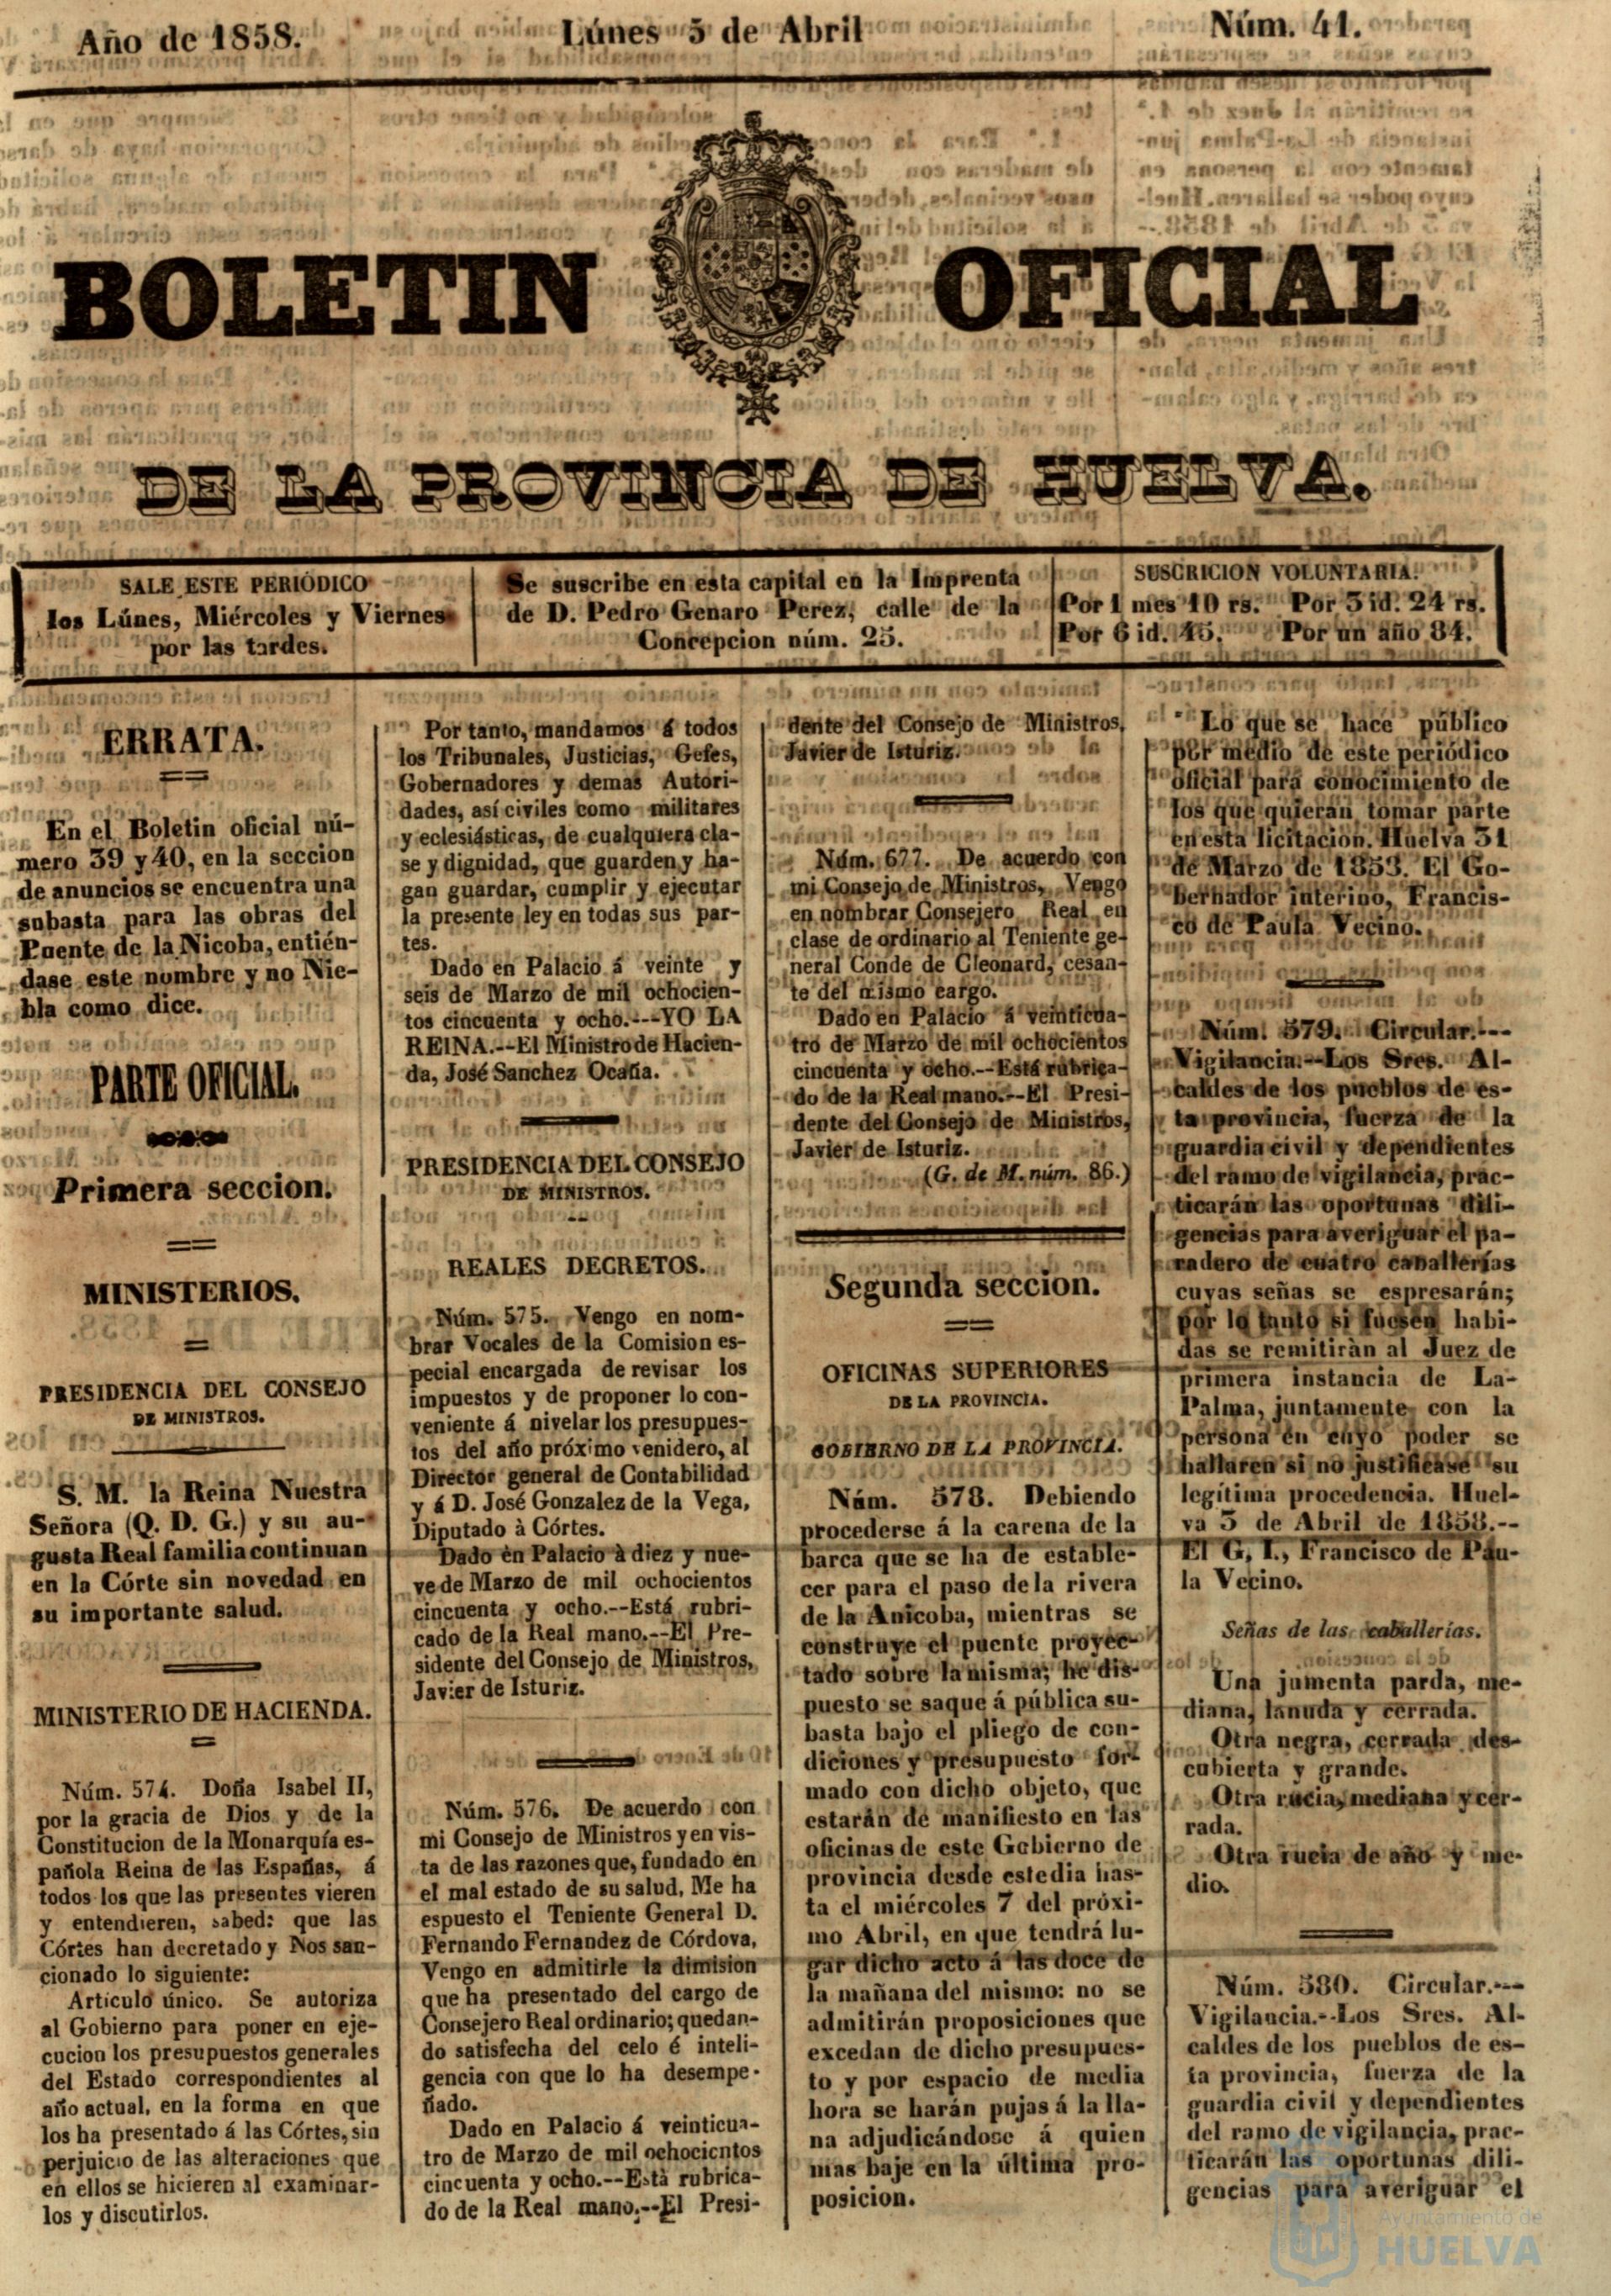 Año de 1858.
Lúnes 5 de Abril
Núm. 41.
BOLETIN OFICIAL
DE LA PROVINCIA DE HUELVA.
SALE ESTE PERIÓDICO
los Lúnes, Miércoles y Viernes
por las tardes.
Se suscribe en esta capital en la Imprenta
de D. Pedro Genaro Perez, calle de la
Concepcion núm. 25.
SUSCRICION VOLUNTARIA.
Por 1 mes 10 rs. Por 3 id. 24 rs.
Por 6 id. 45. Por un año 84.
ERRATA.
En el Boletin oficial nú-
mero 39 y 40, en la seccion
de anuncios se encuentra una
subasta para las obras del
Puente de la Nicoba, entién-
dase este nombre y no Nie-
bla como dice.
PARTE OFICIAL.
Primera seccion.
MINISTERIOS.
PRESIDENCIA DEL CONSEJO
DE MINISTROS.
S. M. la Reina Nuestra
Señora (Q. D. G.) y su au-
gusta Real familia continuan
en la Córte sin novedad en
su importante salud.
MINISTERIO DE HACIENDA.
Núm. 574. Doña Isabel II,
por la gracia de Dios y de la
Constitucion de la Monarquía es-
pañola Reina de las Españas, á
todos los que las presentes vieren
y entendieren, sabed: que las
Córtes han decretado y Nos san-
cionado lo siguiente:
Articulo único. Se autoriza
al Gobierno para poner en eje-
cucion los presupuestos generales
del Estado correspondientes al
año actual, en la forma en que
los ha presentado á las Córtes, sin
perjuicio de las alteraciones que
en ellos se hicieren al examinar-
los y discutirlos.
Por tanto, mandamos á todos
los Tribunales, Justicias, Gefes,
Gobernadores y demas Autori-
dades, así civiles como militares
y eclesiásticas, de cualquiera cla-
se y dignidad, que guarden y ha-
gan guardar, cumplir y ejecutar
la presente ley en todas sus par-
tes.
Dado en Palacio á veinte y
seis de Marzo de mil ochocien-
tos cincuenta y ocho.---YO LA
REINA.--El Ministro de Hacien-
da, José Sanchez Ocaña.
PRESIDENCIA DEL CONSEJO
DE MINISTROS.
REALES DECRETOS.
Núm. 575. Vengo en nom-
brar Vocales de la Comision es-
pecial encargada de revisar los
impuestos y de proponer lo con-
veniente á nivelar los presupues-
tos del año próximo venidero, al
Director general de Contabilidad
y á D. José Gonzalez de la Vega,
Diputado à Córtes.
Dado en Palacio à diez y nue-
ve de Marzo de mil ochocientos
cincuenta y ocho.--Está rubri-
cado de la Real mano.--El Pre-
sidente del Consejo de Ministros,
Javier de Isturiz.
Núm. 576. De acuerdo con
mi Consejo de Ministros y en vis-
ta de las razones que, fundado en
el mal estado de su salud, Me ha
espuesto el Teniente General D.
Fernando Fernandez de Córdova,
Vengo en admitirle la dimision
que ha presentado del cargo de
Consejero Real ordinario; quedan-
do satisfecha del celo é inteli-
gencia con que lo ha desempe-
ñado.
Dado en Palacio á veinticua-
tro de Marzo de mil ochocientos
cincuenta y ocho.--Està rubrica-
do de la Real mano.--El Presi-
dente del Consejo de Ministros,
Javier de Isturiz.
Núm. 677. De acuerdo con
mi Consejo de Ministros, Vengo
en nombrar Consejero Real en
clase de ordinario al Teniente ge-
neral Conde de Cleonard, cesan-
te del mismo cargo.
Dado en Palacio á veinticua-
tro de Marzo de mil ochocientos
cincuenta y ocho.--Está rubrica-
do de la Real mano.--El Presi-
dente del Consejo de Ministros,
Javier de Isturiz.
(G. de M. núm. 86.)
Segunda seccion.
OFICINAS SUPERIORES
DE LA PROVINCIA.
GOBIERNO DE LA PROVINCIA.
Núm. 578. Debiendo
procederse á la carena de la
barca que se ha de estable-
cer para el paso de la rivera
de la Anicoba, mientras se
construye el puente proyec-
tado sobre la misma; he dis-
puesto se saque á pública su-
basta bajo el pliego de con-
diciones y presupuesto for-
mado con dicho objeto, que
estarán de manifiesto en las
oficinas de este Gobierno de
provincia desde este dia has-
ta el miércoles 7 del próxi-
mo Abril, en que tendrá lu-
gar dicho acto á las doce de
la mañana del mismo: no se
admitirán proposiciones que
excedan de dicho presupues-
to y por espacio de media
hora se harán pujas á la lla-
na adjudicándose á quien
mas baje en la última pro-
posicion.
Lo que se hace público
por medio de este periódico
oficial para conocimiento de
los que quieran tomar parte
en esta licitacion. Huelva 31
de Marzo de 1858. El Go-
bernador interino, Francis-
co de Paula Vecino.
Núm. 579. Circular.---
Vigilancia.--Los Sres. Al-
caldes de los pueblos de es-
ta provincia, fuerza de la
guardia civil y dependientes
del ramo de vigilancia, prac-
ticarán las oportunas dili-
gencias para averiguar el pa-
radero de cuatro caballerías
cuyas señas se espresarán;
por lo tanto si fuesen habi-
das se remitiràn al Juez de
primera instancia de La-
Palma, juntamente con la
persona en cuyo poder se
hallaren si no justificase su
legítima procedencia. Huel-
va 3 de Abril de 1858.--
El G. I., Francisco de Pau-
la Vecino.
Señas de las caballerías.
Una jumenta parda, me-
diana, lanuda y cerrada.
Otra negra, cerrada des-
cubierta y grande.
Otra rucia, mediana y cer-
rada.
Otra rucia de año y me-
dio.
Núm. 580. Circular.---
Vigilancia.--Los Sres. Al-
caldes de los pueblos de es-
ta provincia, fuerza de la
guardia civil y dependientes
del ramo de vigilancia, prac-
ticarán las oportunas dili-
gencias para averiguar el
Ayuntamiento de
HUELVA